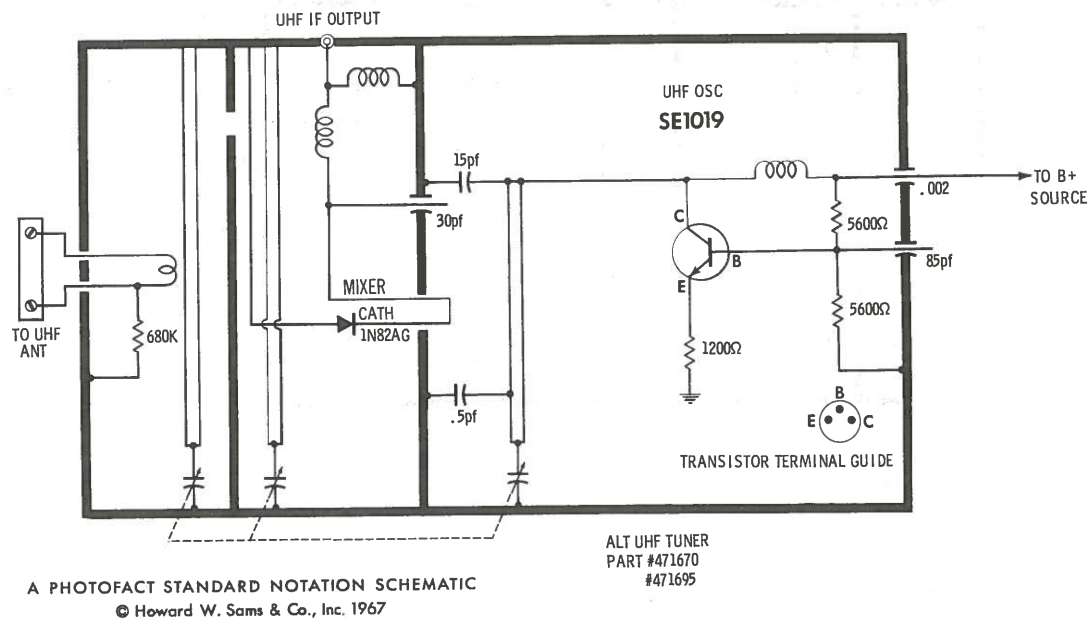 UHF IF OUTPUT
UHF OSC
SE1019
15pf
TO B+
SOURCE
.002
30pf
C
5600Ω
B
85pf
E
MIXER
CATH
1N82AG
TO UHF
ANT
680K
5600Ω
1200Ω
.5pf
B
E
C
TRANSISTOR TERMINAL GUIDE
ALT UHF TUNER
PART #471670
#471695
A PHOTOFACT STANDARD NOTATION SCHEMATIC
© Howard W. Sams & Co., Inc. 1967